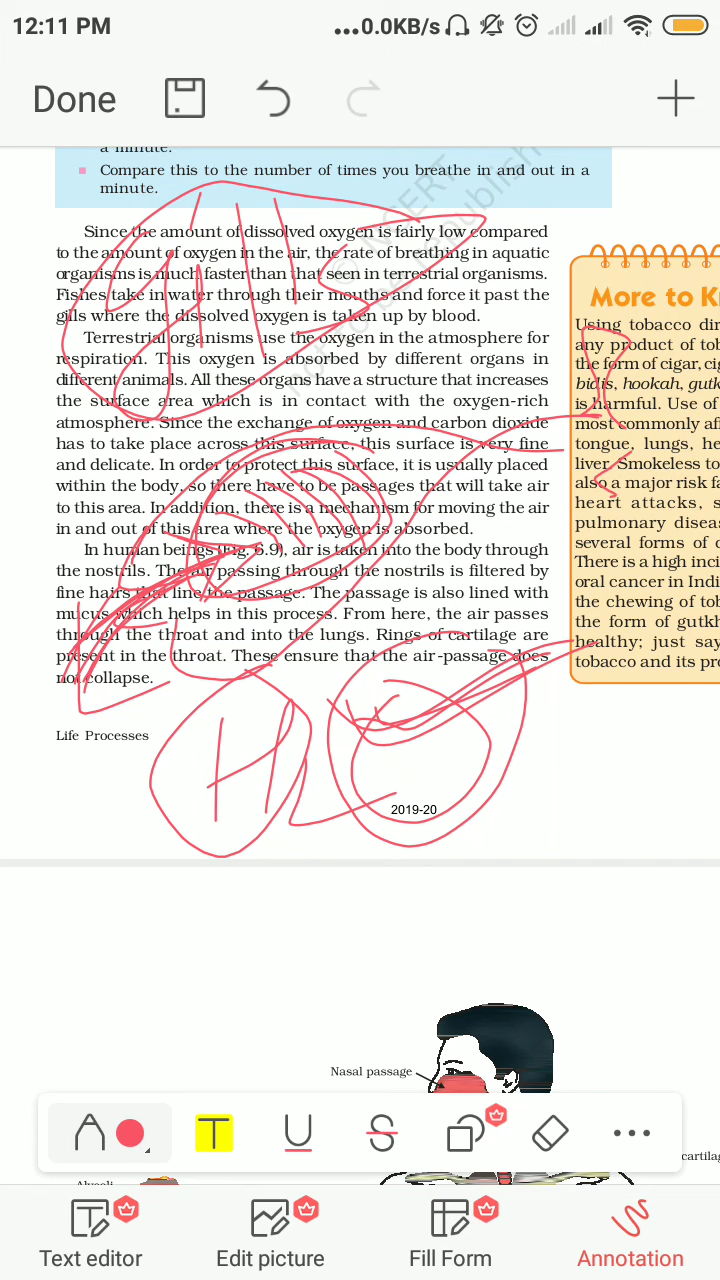 12:11 PM
...0.0KB/s
Done
a minute.
Compare this to the number of times you breathe in and out in a
minute.
© NCERT
not to be republish
Since the amount of dissolved oxygen is fairly low compared
to the amount of oxygen in the air, the rate of breathing in aquatic
organisms is much faster than that seen in terrestrial organisms.
Fishes take in water through their mouths and force it past the
gills where the dissolved oxygen is taken up by blood.
Terrestrial organisms use the oxygen in the atmosphere for
respiration. This oxygen is absorbed by different organs in
different animals. All these organs have a structure that increases
the surface area which is in contact with the oxygen-rich
atmosphere. Since the exchange of oxygen and carbon dioxide
has to take place across this surface, this surface is very fine
and delicate. In order to protect this surface, it is usually placed
within the body, so there have to be passages that will take air
to this area. In addition, there is a mechanism for moving the air
in and out of this area where the oxygen is absorbed.
In human beings (Fig. 6.9), air is taken into the body through
the nostrils. The air passing through the nostrils is filtered by
fine hairs that line the passage. The passage is also lined with
mucus which helps in this process. From here, the air passes
through the throat and into the lungs. Rings of cartilage are
present in the throat. These ensure that the air-passage does
not collapse.
More to K
Using tobacco dir
any product of tob
the form of cigar, cig
bidis, hookah, gutk
is harmful. Use of
most commonly aff
tongue, lungs, he
liver. Smokeless to
also a major risk fa
heart attacks, s
pulmonary disea
several forms of c
There is a high inci
oral cancer in Indi
the chewing of tob
the form of gutkh
healthy; just say
tobacco and its pro
Life Processes
2019-20
Nasal passage
cartilag
Alveoli
T
U
S
Text editor
Edit picture
Fill Form
Annotation